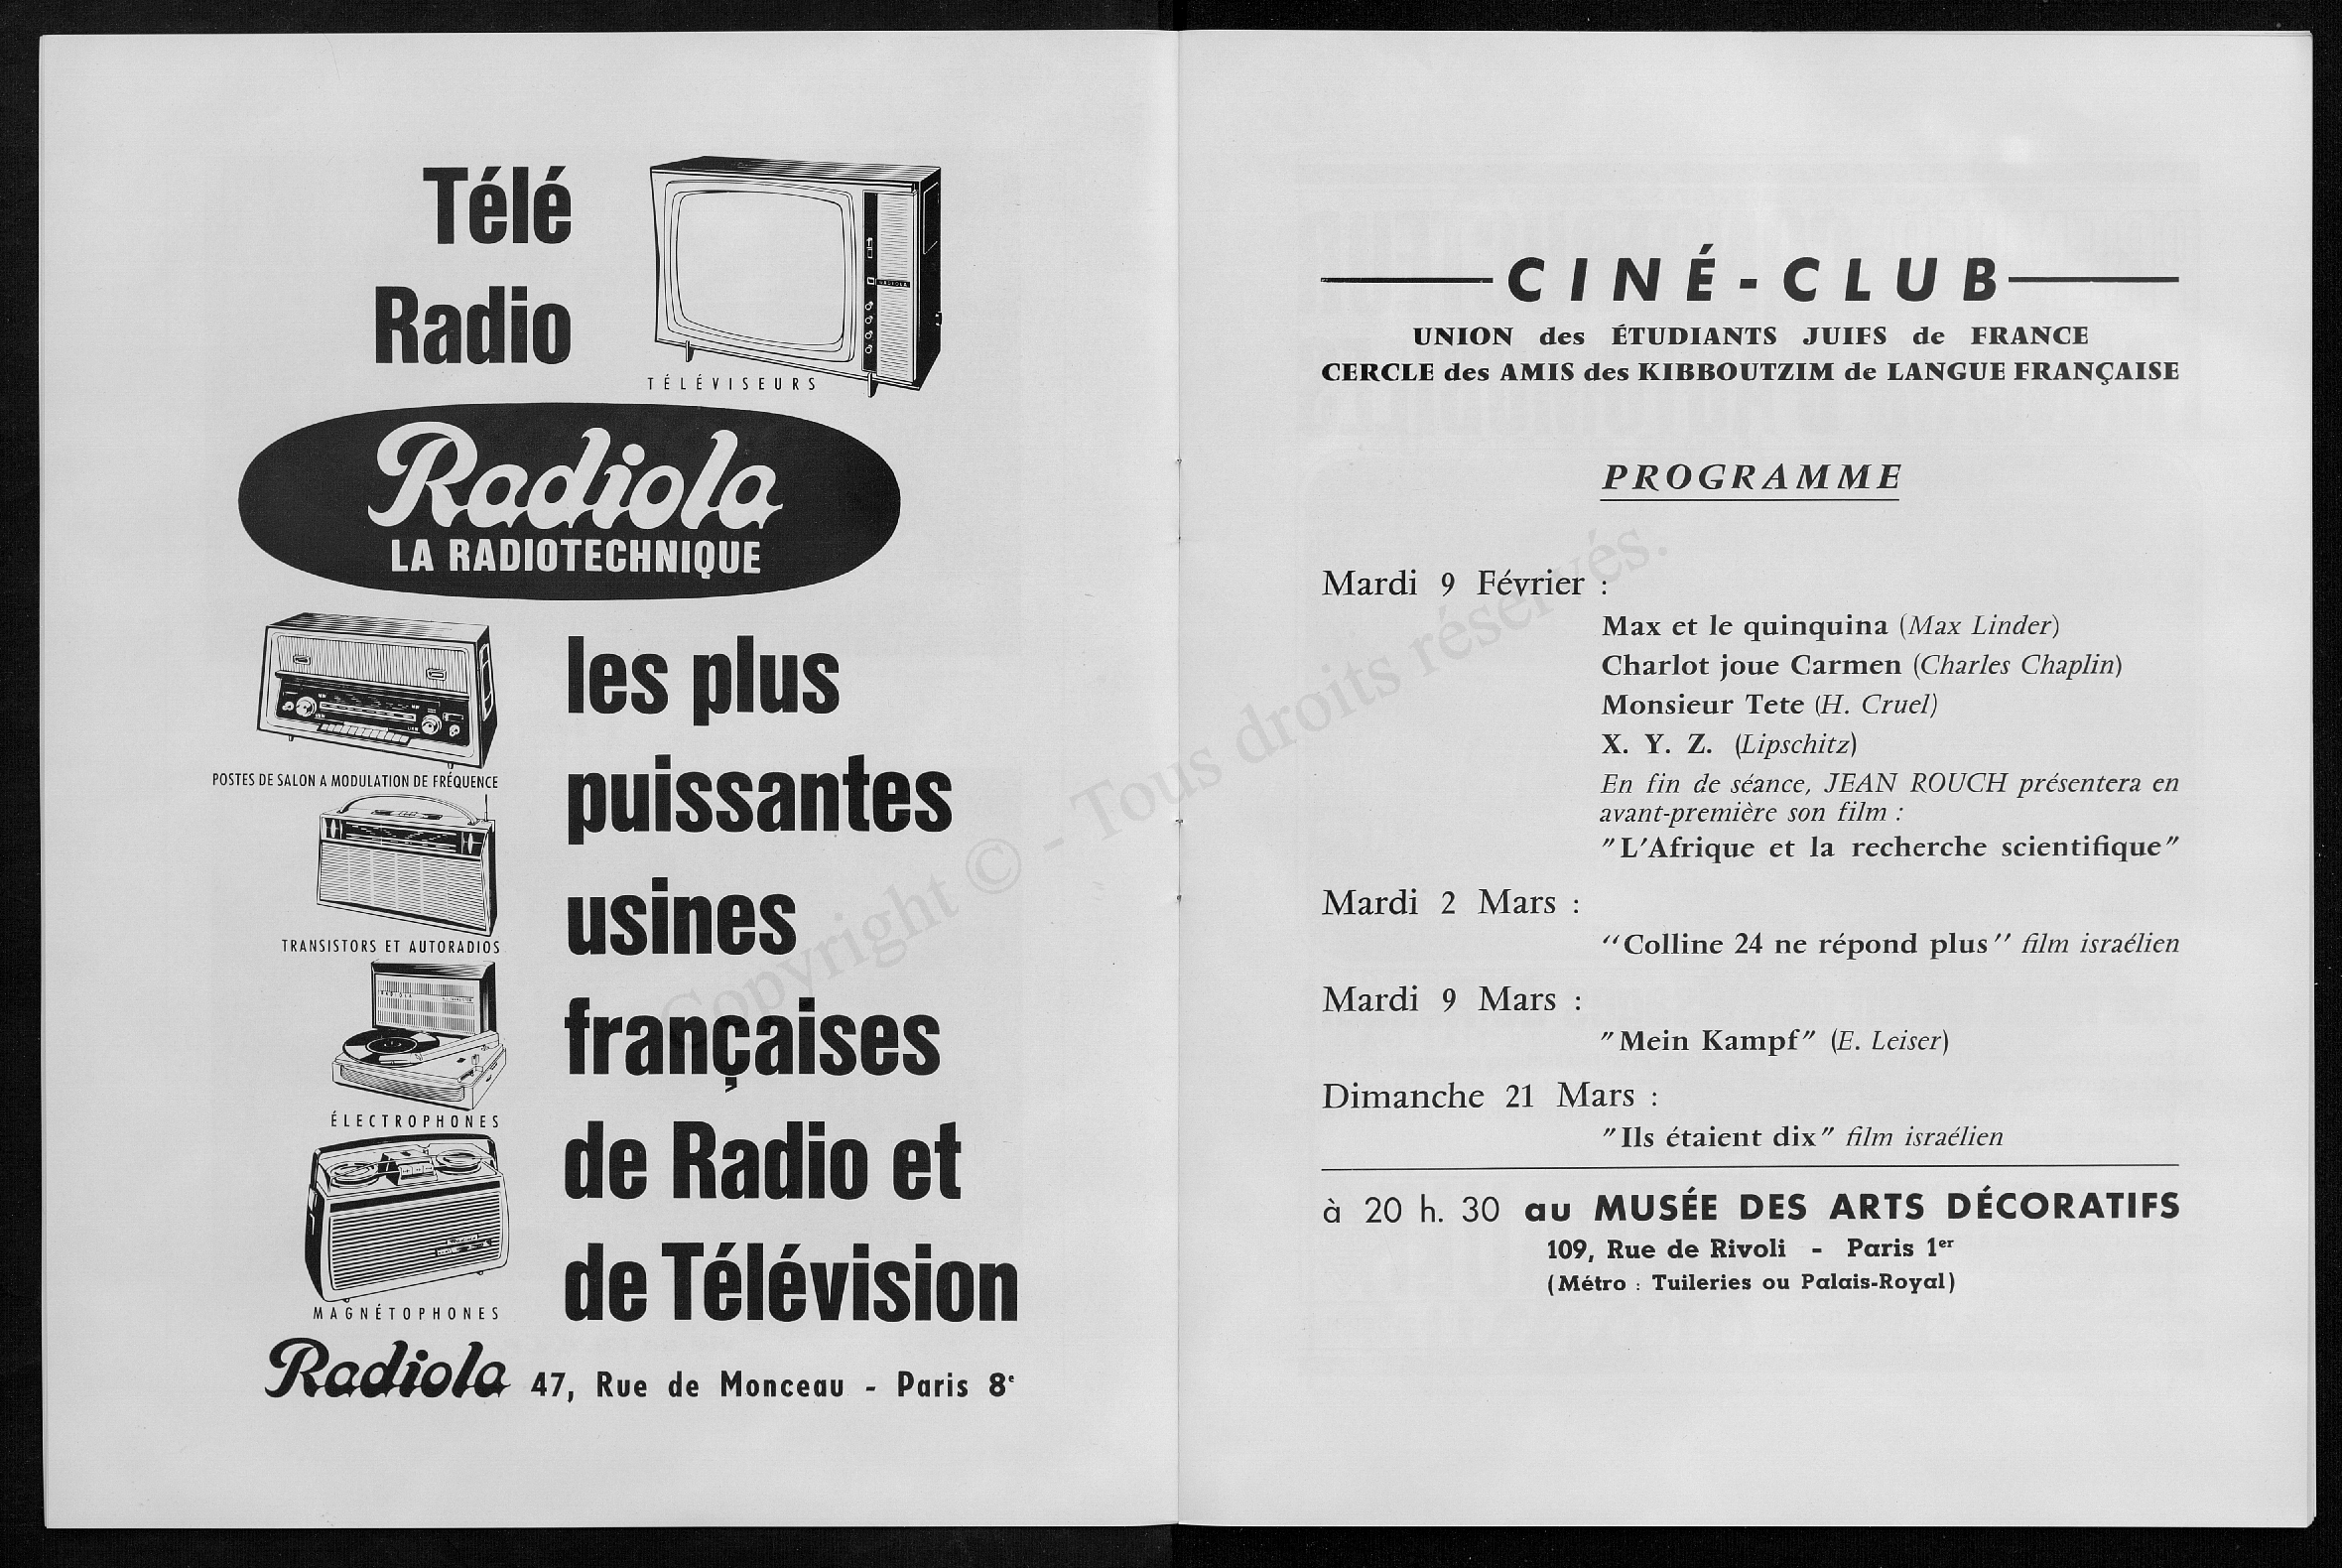 Télé
Radio
TÉLÉVISEURS
Radiola
LA RADIOTECHNIQUE
les plus
puissantes
usines
françaises
de Radio et
de Télévision
POSTES DE SALON A MODULATION DE FRÉQUENCE
TRANSISTORS ET AUTORADIOS
ÉLECTROPHONES
MAGNÉTOPHONES
Radiola 47, Rue de Monceau - Paris 8e
CINÉ-CLUB
UNION des ÉTUDIANTS JUIFS de FRANCE
CERCLE des AMIS des KIBBOUTZIM de LANGUE FRANÇAISE
PROGRAMME
Mardi 9 Février :
Max et le quinquina (Max Linder)
Charlot joue Carmen (Charles Chaplin)
Monsieur Tete (H. Cruel)
X. Y. Z. (Lipschitz)
En fin de séance, JEAN ROUCH présentera en
avant-première son film :
"L'Afrique et la recherche scientifique"
Mardi 2 Mars :
"Colline 24 ne répond plus" film israélien
Mardi 9 Mars :
"Mein Kampf" (E. Leiser)
Dimanche 21 Mars :
"Ils étaient dix" film israélien
à 20 h. 30 au MUSÉE DES ARTS DÉCORATIFS
109, Rue de Rivoli - Paris 1er
(Métro : Tuileries ou Palais-Royal)
Copyright © - Tous droits réservés.